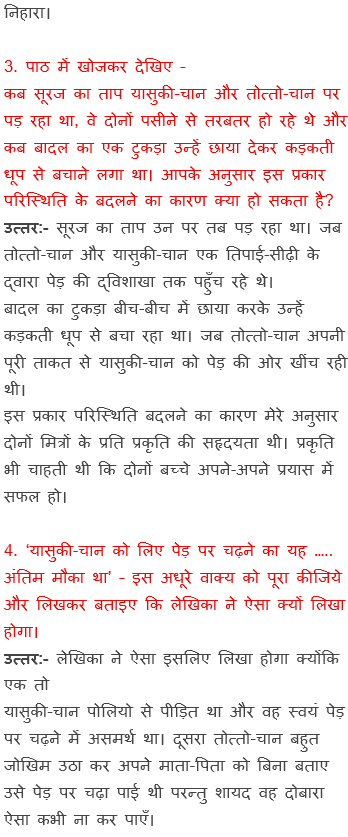 निहारा।
3. पाठ में खोजकर देखिए -
कब सूरज का ताप यासुकी-चान और तोत्तो-चान पर
पड़ रहा था, वे दोनों पसीने से तरबतर हो रहे थे और
कब बादल का एक टुकड़ा उन्हें छाया देकर कड़कती
धूप से बचाने लगा था। आपके अनुसार इस प्रकार
परिस्थिति के बदलने का कारण क्या हो सकता है?
उत्तर:- सूरज का ताप उन पर तब पड़ रहा था। जब
तोत्तो-चान और यासुकी-चान एक तिपाई-सीढ़ी के
द्वारा पेड़ की द्विशाखा तक पहुँच रहे थे।
बादल का टुकड़ा बीच-बीच में छाया करके उन्हें
कड़कती धूप से बचा रहा था। जब तोत्तो-चान अपनी
पूरी ताकत से यासुकी-चान को पेड़ की ओर खींच रही
थी।
इस प्रकार परिस्थिति बदलने का कारण मेरे अनुसार
दोनों मित्रों के प्रति प्रकृति की सहृदयता थी। प्रकृति
भी चाहती थी कि दोनों बच्चे अपने-अपने प्रयास में
सफल हो।
4. ‘यासुकी-चान को लिए पेड़ पर चढ़ने का यह .....
अंतिम मौका था’ - इस अधूरे वाक्य को पूरा कीजिये
और लिखकर बताइए कि लेखिका ने ऐसा क्यों लिखा
होगा।
उत्तर:- लेखिका ने ऐसा इसलिए लिखा होगा क्योंकि
एक तो
यासुकी-चान पोलियो से पीड़ित था और वह स्वयं पेड़
पर चढ़ने में असमर्थ था। दूसरा तोत्तो-चान बहुत
जोखिम उठा कर अपने माता-पिता को बिना बताए
उसे पेड़ पर चढ़ा पाई थी परन्तु शायद वह दोबारा
ऐसा कभी ना कर पाएँ।